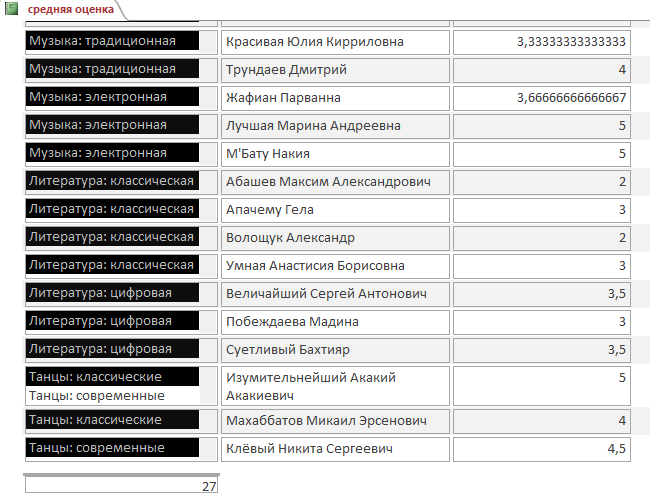 средняя оценка
Музыка: традиционная Красивая Юлия Кирриловна 3,33333333333333
Музыка: традиционная Трундаев Дмитрий 4
Музыка: электронная Жафиан Парванна 3,66666666666667
Музыка: электронная Лучшая Марина Андреевна 5
Музыка: электронная М'Бату Накия 5
Литература: классическая Абашев Максим Александрович 2
Литература: классическая Апачему Гела 3
Литература: классическая Волощук Александр 2
Литература: классическая Умная Анастисия Борисовна 3
Литература: цифровая Величайший Сергей Антонович 3,5
Литература: цифровая Побеждаева Мадина 3
Литература: цифровая Суетливый Бахтияр 3,5
Танцы: классические Изумительнейший Акакий 5
Танцы: современные Акакиевич
Танцы: классические Махаббатов Микаил Эрсенович 4
Танцы: современные Клёвый Никита Сергеевич 4,5
27